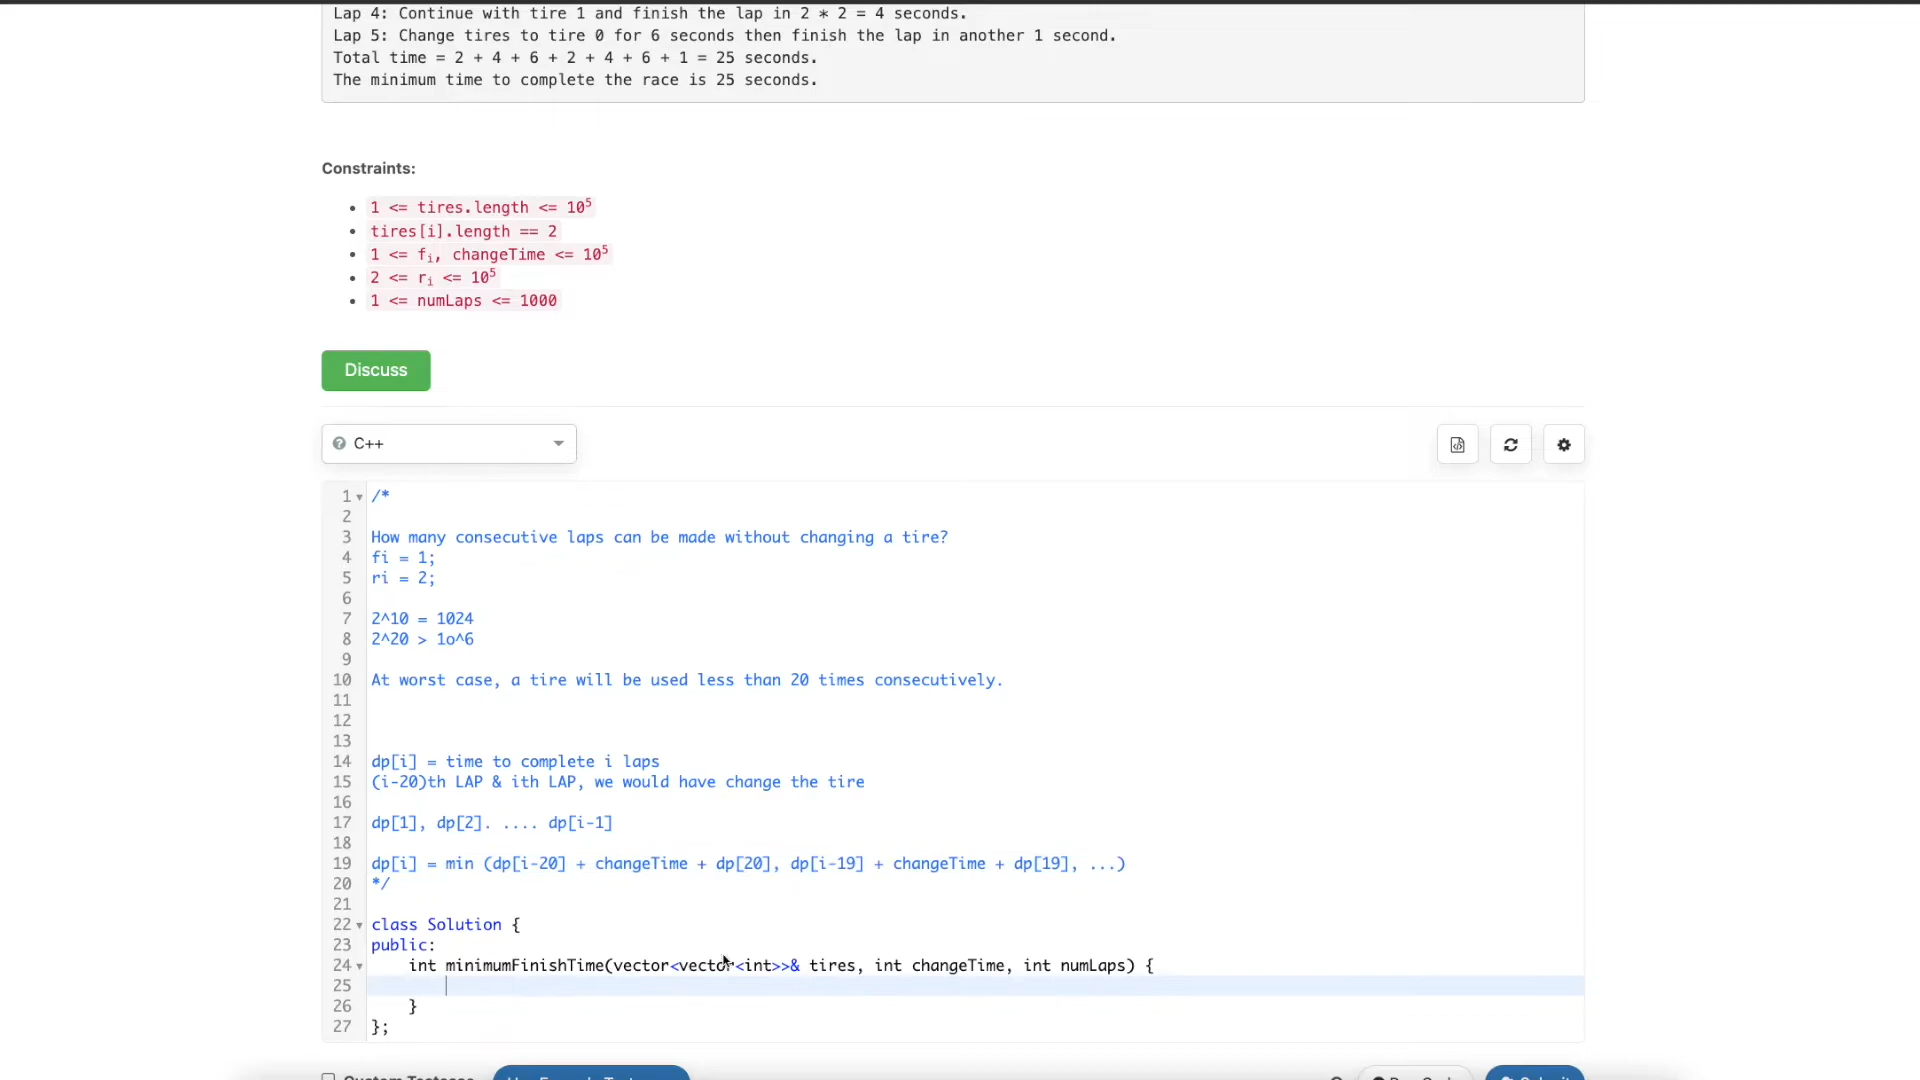 Lap 4: Continue with tire 1 and finish the lap in 2 * 2 = 4 seconds.
Lap 5: Change tires to tire 0 for 6 seconds then finish the lap in another 1 second.
Total time = 2 + 4 + 6 + 2 + 4 + 6 + 1 = 25 seconds.
The minimum time to complete the race is 25 seconds.
Constraints:
• 1 <= tires.length <= 10⁵
• tires[i].length == 2
• 1 <= fᵢ, changeTime <= 10⁵
• 2 <= rᵢ <= 10⁵
• 1 <= numLaps <= 1000
Discuss
C++
1 /*
2
3 How many consecutive laps can be made without changing a tire?
4 fi = 1;
5 ri = 2;
6
7 2^10 = 1024
8 2^20 > 1o^6
9
10 At worst case, a tire will be used less than 20 times consecutively.
11
12
13
14 dp[i] = time to complete i laps
15 (i-20)th LAP & ith LAP, we would have change the tire
16
17 dp[1], dp[2]. .... dp[i-1]
18
19 dp[i] = min (dp[i-20] + changeTime + dp[20], dp[i-19] + changeTime + dp[19], ...)
20 */
21
22 class Solution {
23 public:
24 int minimumFinishTime(vector<vector<int>>& tires, int changeTime, int numLaps) {
25
26 }
27 };